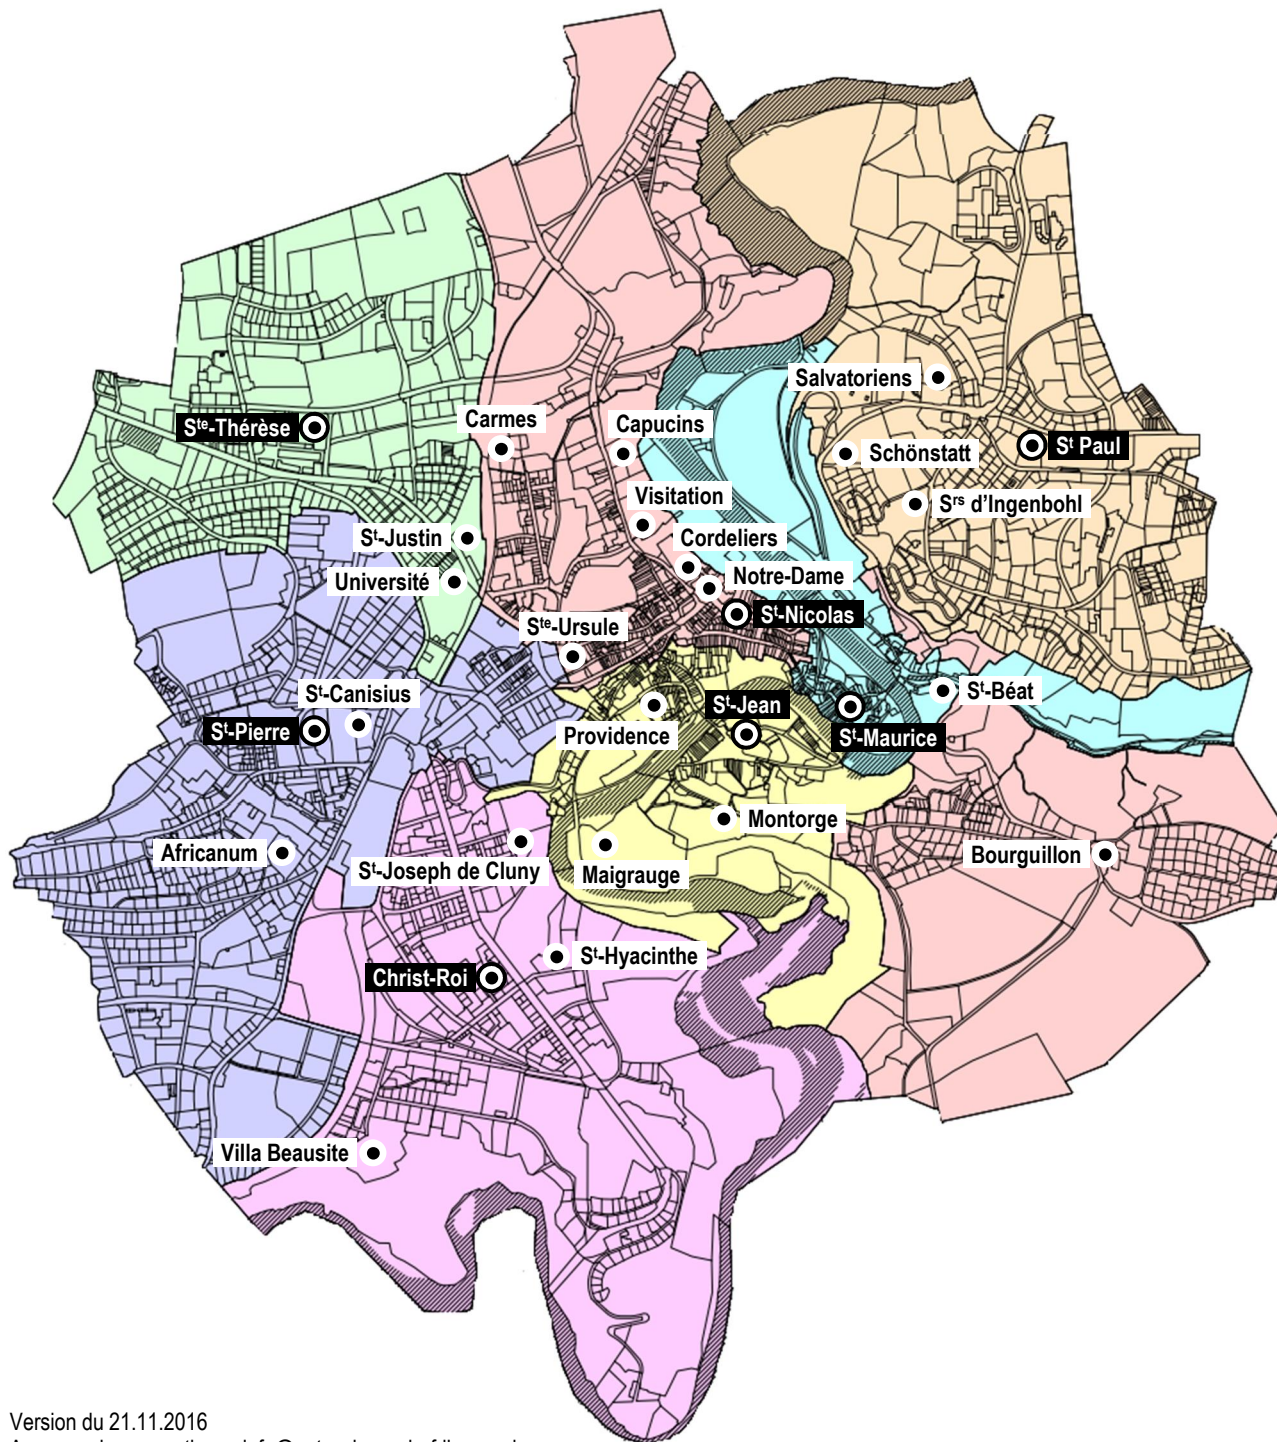 Salvatoriens
Carmes
Capucins
Sᵗᵉ-Thérèse
Schönstatt
Sᵗ Paul
Visitation
Sʳˢ d'Ingenbohl
Sᵗ-Justin
Cordeliers
Université
Notre-Dame
Sᵗ-Nicolas
Sᵗᵉ-Ursule
Sᵗ-Canisius
Sᵗ-Béat
Sᵗ-Jean
Sᵗ-Pierre
Providence
Sᵗ-Maurice
Montorge
Africanum
Bourguillon
Sᵗ-Joseph de Cluny
Maigrauge
Sᵗ-Hyacinthe
Christ-Roi
Villa Beausite
Version du 21.11.2016